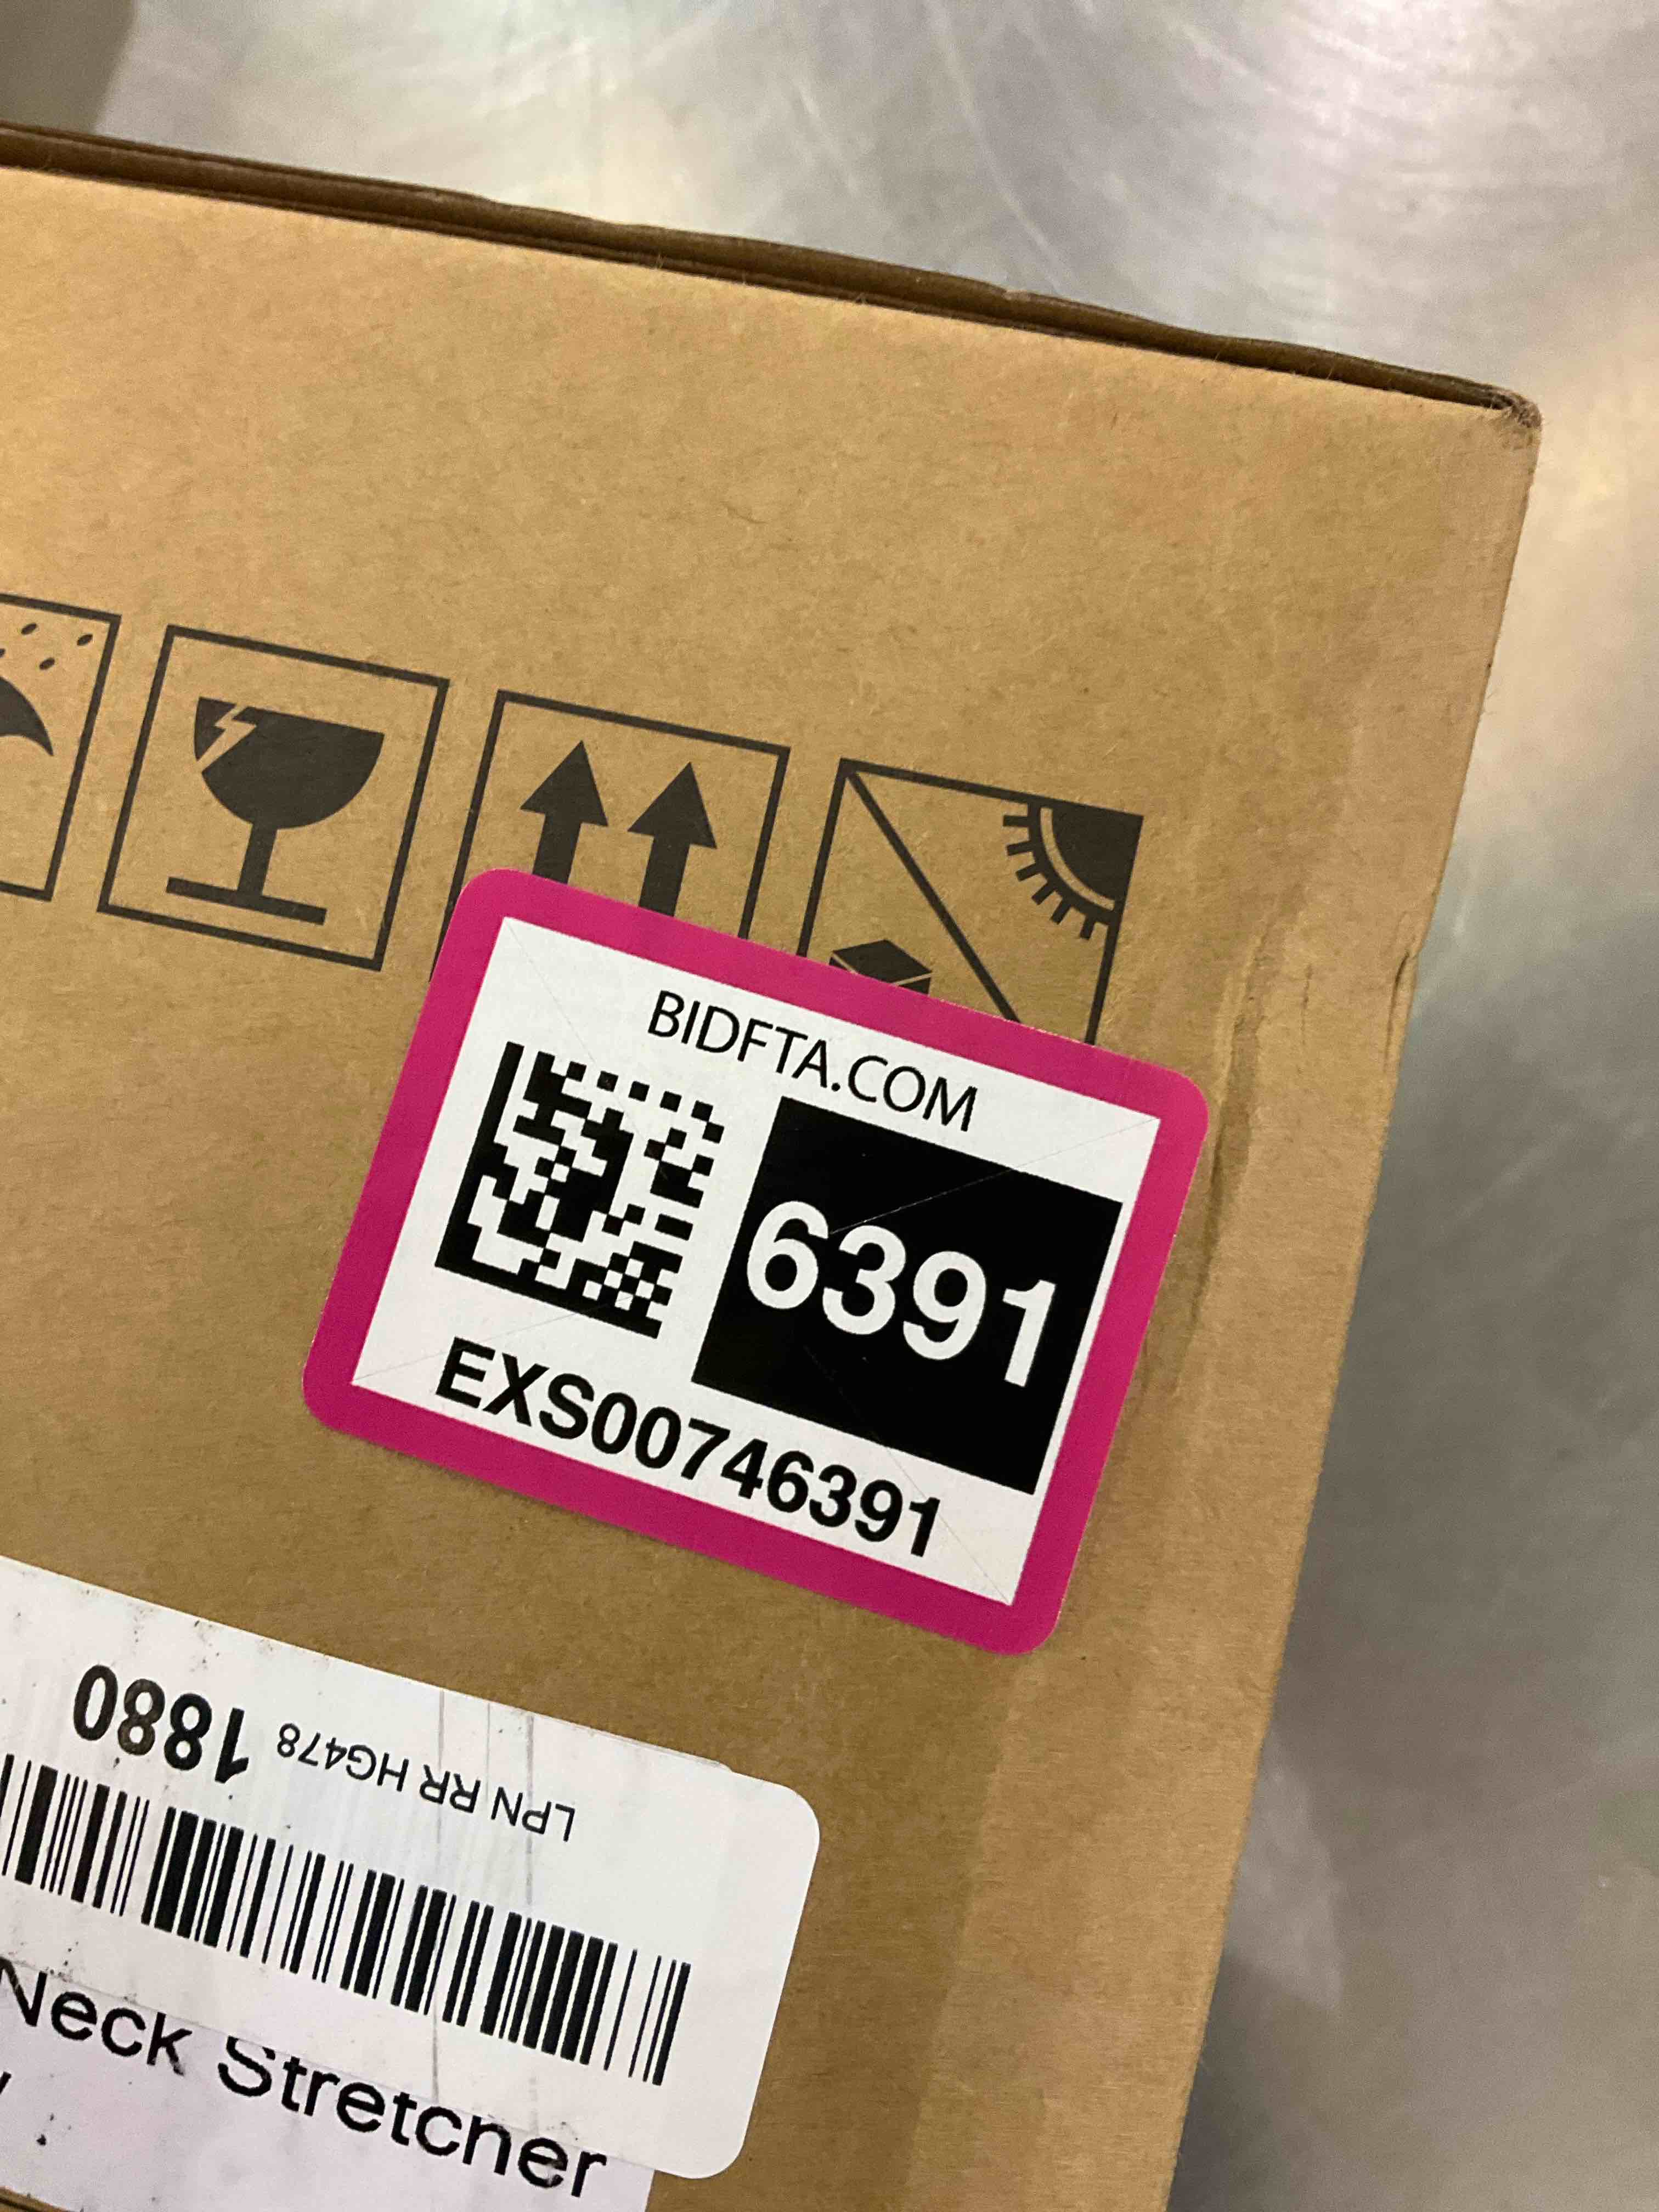 BIDFTA.COM
6391
EXS00746391
LPN RR HG478 1880
Neck Stretcher